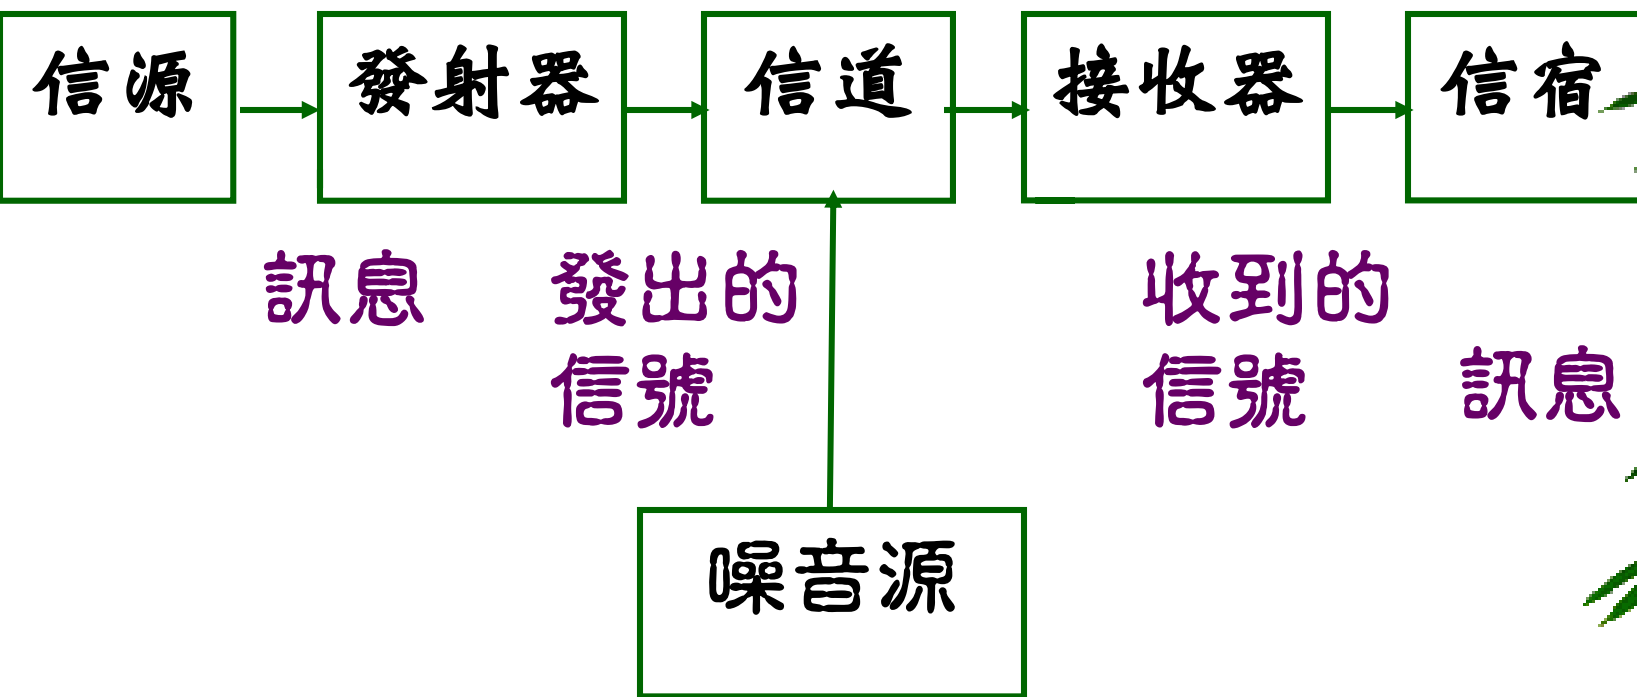 信源
發射器
信道
接收器
信宿
訊息
發出的
信號
收到的
信號
訊息
噪音源